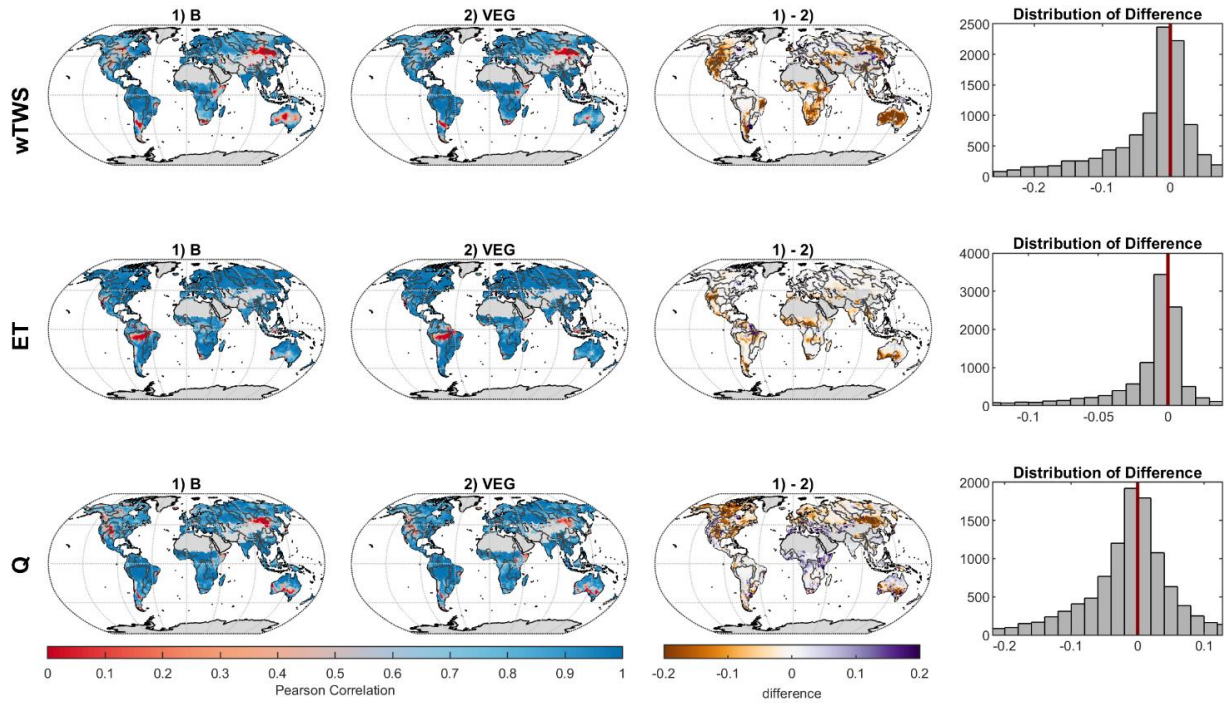 1) B
2) VEG
1) - 2)
Distribution of Difference
wTWS
2500
2000
1500
1000
500
0
-0.2
-0.1
0
1) B
2) VEG
1) - 2)
Distribution of Difference
ET
4000
3000
2000
1000
0
-0.1
-0.05
0
1) B
2) VEG
1) - 2)
Distribution of Difference
Q
2000
1500
1000
500
0
-0.2
-0.1
0
0.1
0 0.1 0.2 0.3 0.4 0.5 0.6 0.7 0.8 0.9 1
Pearson Correlation
-0.2 -0.1 0 0.1 0.2
difference